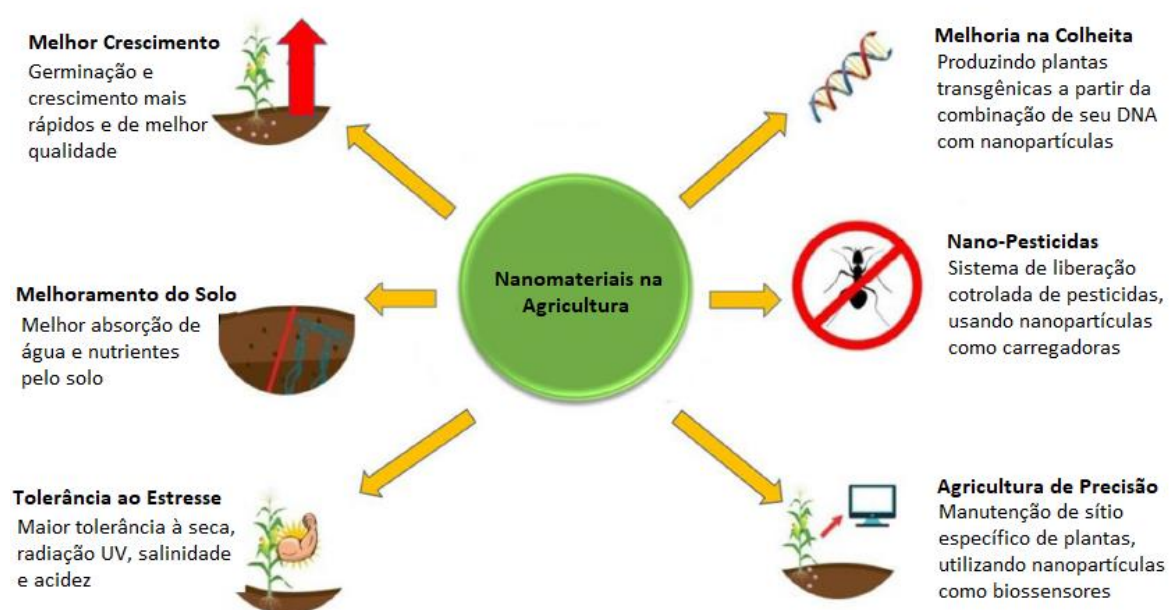 Melhor Crescimento
Germinação e
crescimento mais
rápidos e de melhor
qualidade
Melhoria na Colheita
Produzindo plantas
transgênicas a partir da
combinação de seu DNA
com nanopartículas
Nanomateriais na
Agricultura
Melhoramento do Solo
Melhor absorção de
água e nutrientes
pelo solo
Nano-Pesticidas
Sistema de liberação
cotrolada de pesticidas,
usando nanopartículas
como carregadoras
Tolerância ao Estresse
Maior tolerância à seca,
radiação UV, salinidade
e acidez
Agricultura de Precisão
Manutenção de sítio
específico de plantas,
utilizando nanopartículas
como biossensores